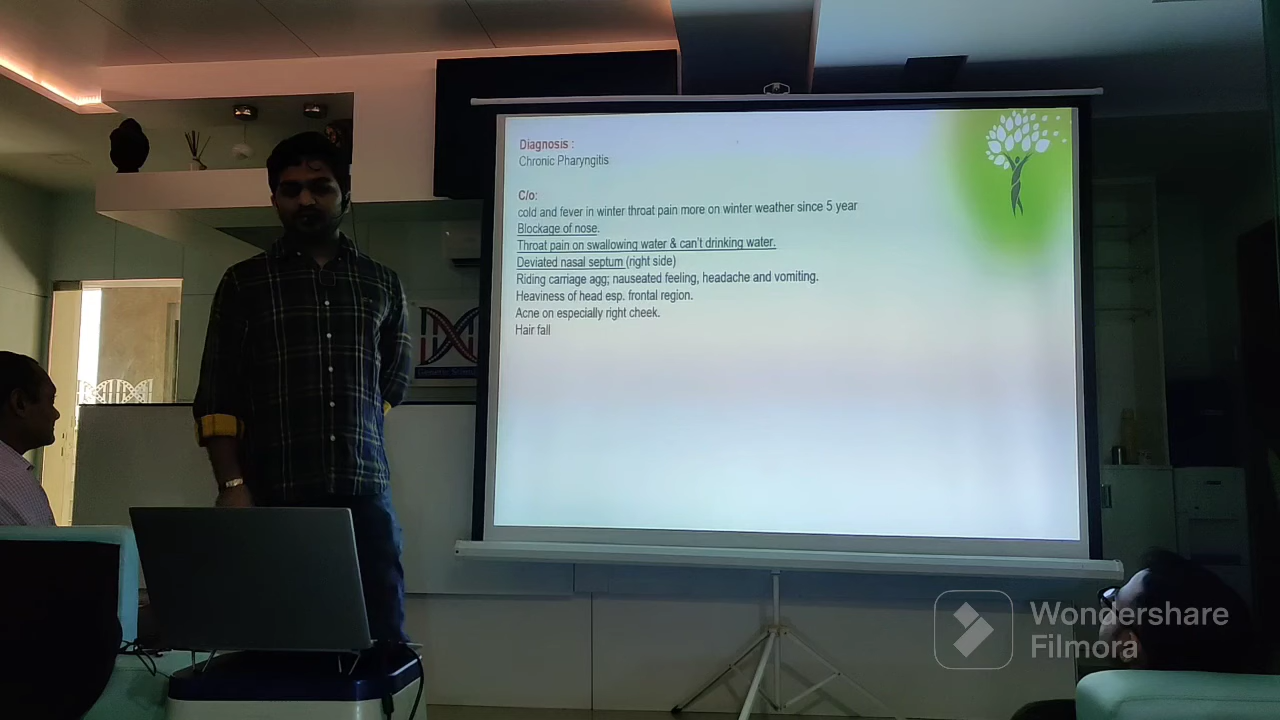 Diagnosis :
Chronic Pharyngitis
C/o:
cold and fever in winter throat pain more on winter weather since 5 year
Blockage of nose.
Throat pain on swallowing water & can't drinking water.
Deviated nasal septum (right side)
Riding carriage agg; nauseated feeling, headache and vomiting.
Heaviness of head esp. frontal region.
Acne on especially right cheek.
Hair fall
Wondershare
Filmora